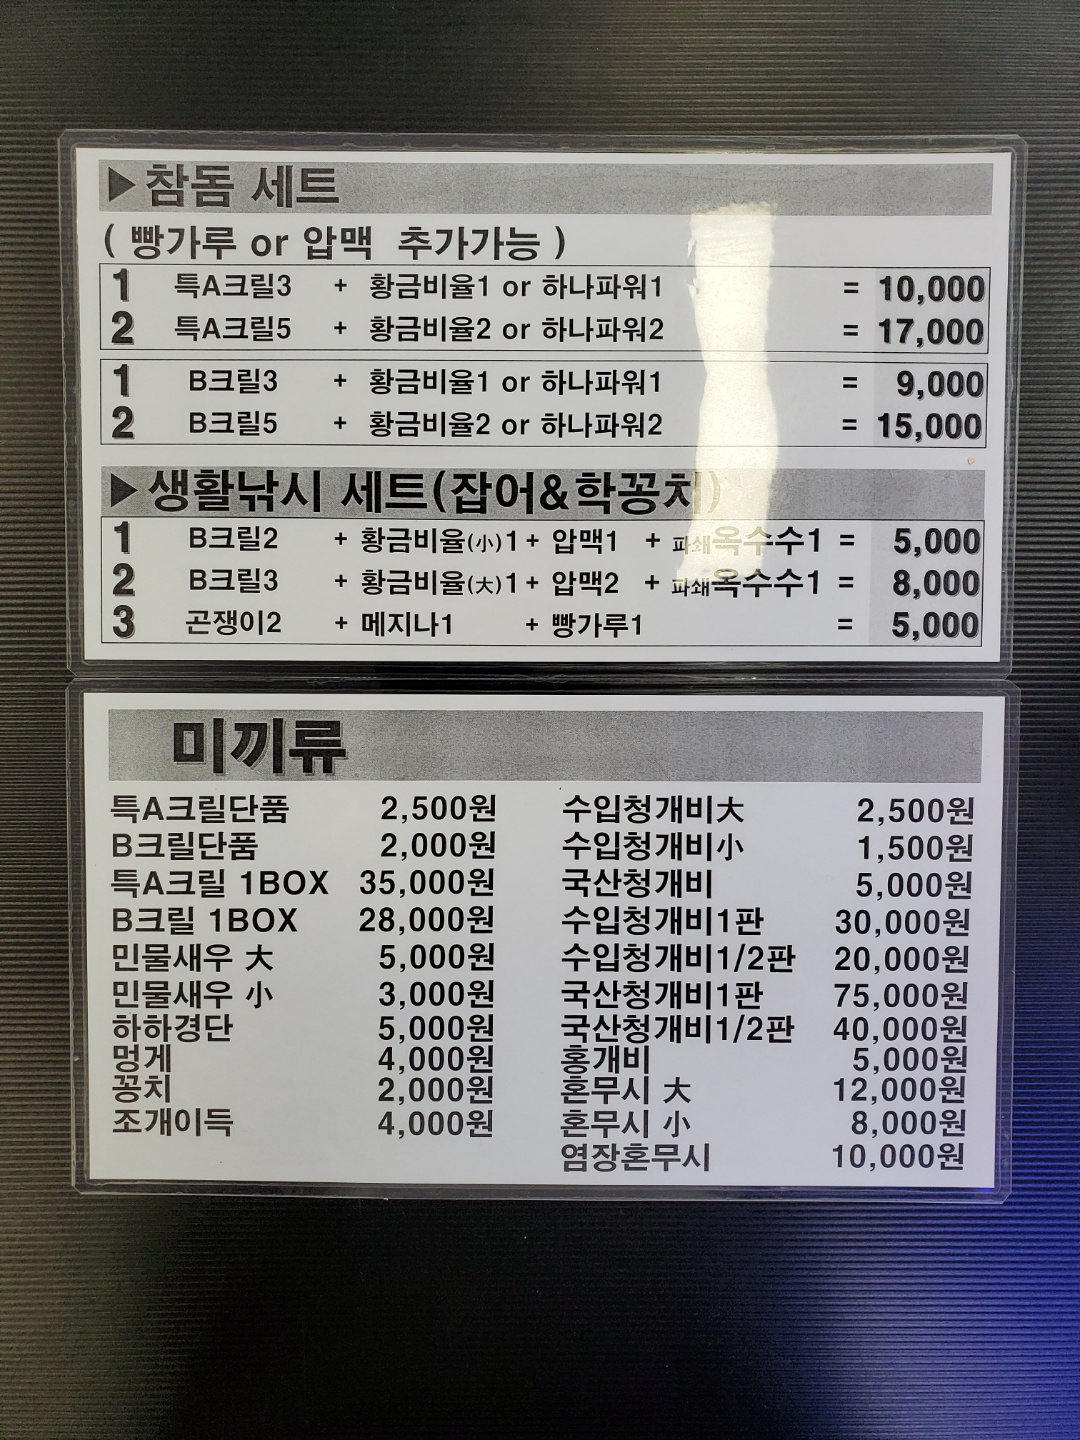 ▶참돔 세트
( 빵가루 or 압맥 추가가능 )
1 특A크릴3 + 황금비율1 or 하나파워1 = 10,000
2 특A크릴5 + 황금비율2 or 하나파워2 = 17,000
1 B크릴3 + 황금비율1 or 하나파워1 = 9,000
2 B크릴5 + 황금비율2 or 하나파워2 = 15,000
▶생활낚시 세트(잡어&학꽁치)
1 B크릴2 + 황금비율(小)1 + 압맥1 + 파쇄옥수수1 = 5,000
2 B크릴3 + 황금비율(大)1 + 압맥2 + 파쇄옥수수1 = 8,000
3 곤쟁이2 + 메지나1 + 빵가루1 = 5,000
미끼류
특A크릴단품 2,500원 수입청개비大 2,500원
B크릴단품 2,000원 수입청개비小 1,500원
특A크릴 1BOX 35,000원 국산청개비 5,000원
B크릴 1BOX 28,000원 수입청개비1판 30,000원
민물새우 大 5,000원 수입청개비1/2판 20,000원
민물새우 小 3,000원 국산청개비1판 75,000원
하하경단 5,000원 국산청개비1/2판 40,000원
멍게 4,000원 홍개비 5,000원
꽁치 2,000원 혼무시 大 12,000원
조개이득 4,000원 혼무시 小 8,000원
염장혼무시 10,000원